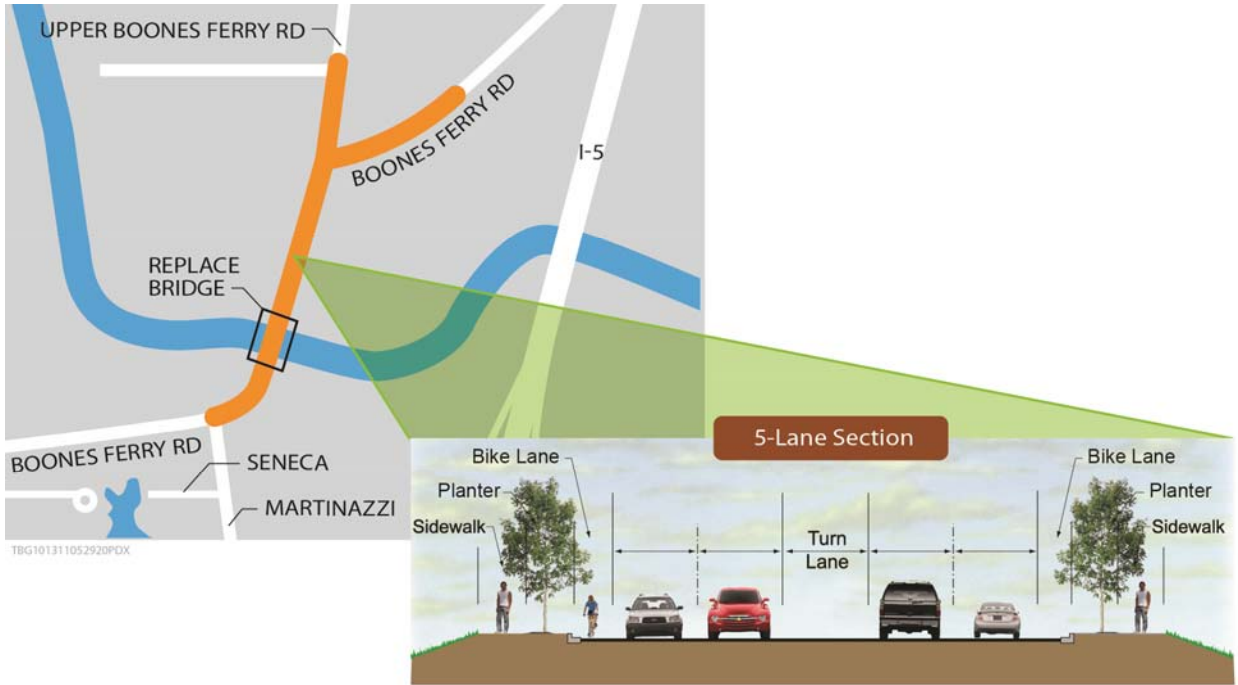 UPPER BOONES FERRY RD
BOONES FERRY RD
I-5
REPLACE
BRIDGE
BOONES FERRY RD
SENECA
MARTINAZZI
TBG101311052920PDX
5-Lane Section
Bike Lane
Bike Lane
Planter
Planter
Sidewalk
Turn
Lane
Sidewalk